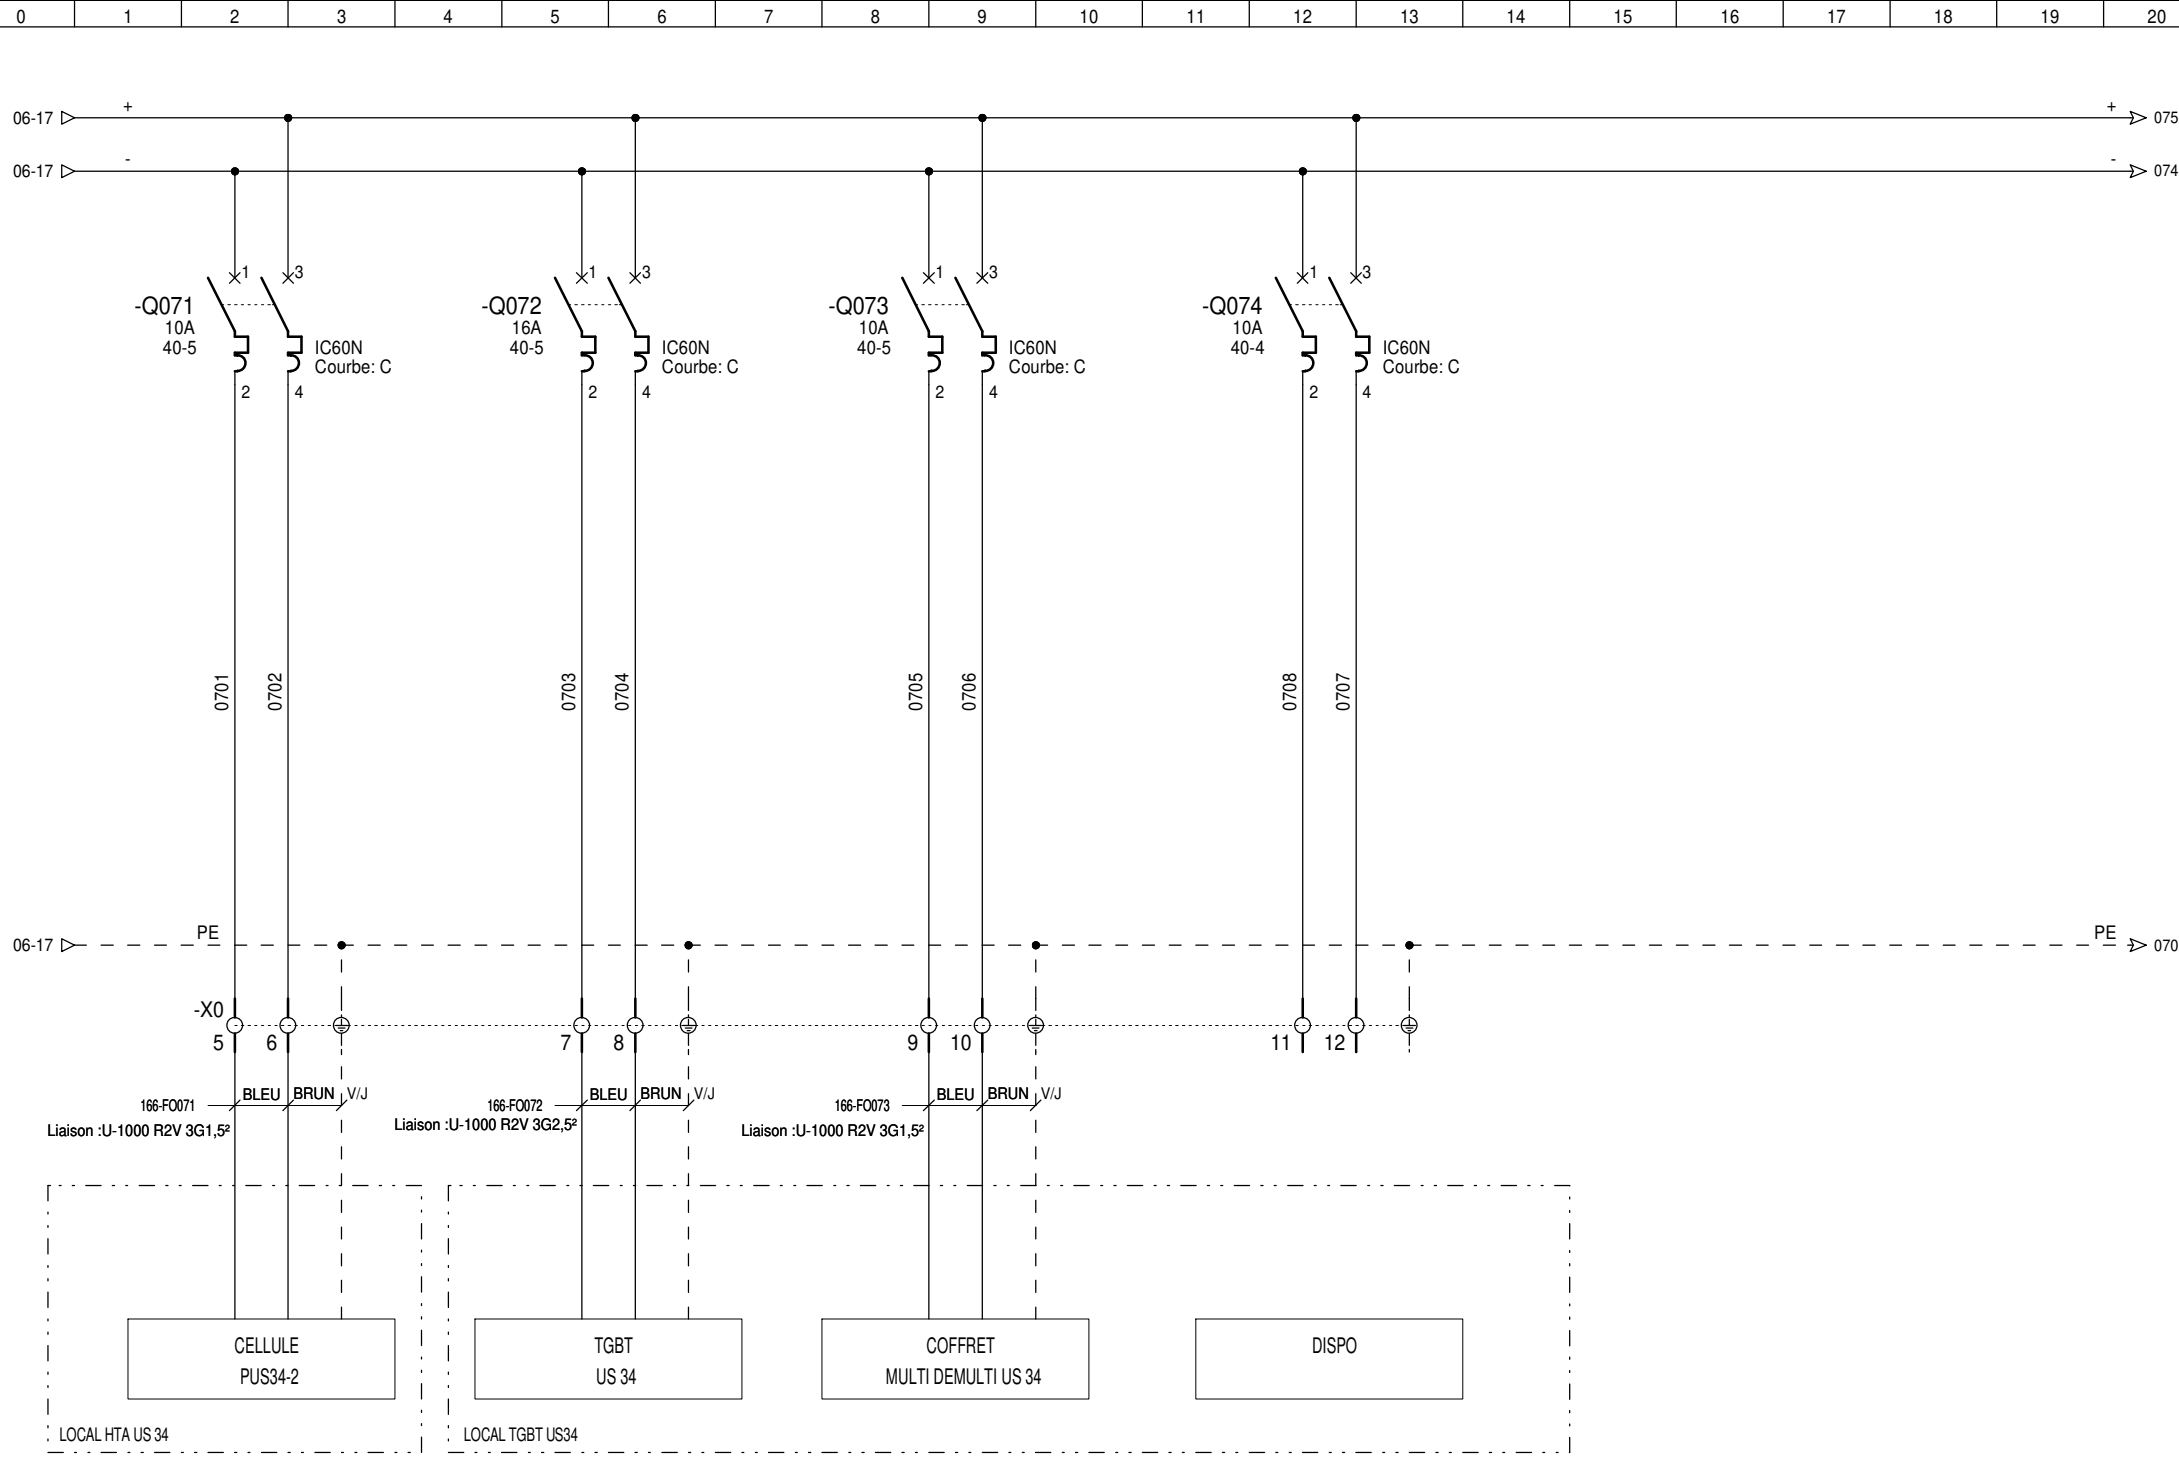 0 1 2 3 4 5 6 7 8 9 10 11 12 13 14 15 16 17 18 19 20
+ +
06-17 075
- -
06-17 074
1 3 1 3 1 3 1 3
-Q071 -Q072 -Q073 -Q074
10A 16A 10A 10A
40-5 IC60N 40-5 IC60N 40-5 IC60N 40-4 IC60N
Courbe: C Courbe: C Courbe: C Courbe: C
2 4 2 4 2 4 2 4
0701 0702 0703 0704 0705 0706 0708 0707
PE PE
06-17 070
-X0
5 6 7 8 9 10 11 12
BLEU BRUN V/J BLEU BRUN V/J BLEU BRUN V/J
166-FO071 166-FO072 166-FO073
Liaison :U-1000 R2V 3G1,5² Liaison :U-1000 R2V 3G2,5² Liaison :U-1000 R2V 3G1,5²
CELLULE TGBT COFFRET DISPO
PUS34-2 US 34 MULTI DEMULTI US 34
LOCAL HTA US 34 LOCAL TGBT US34